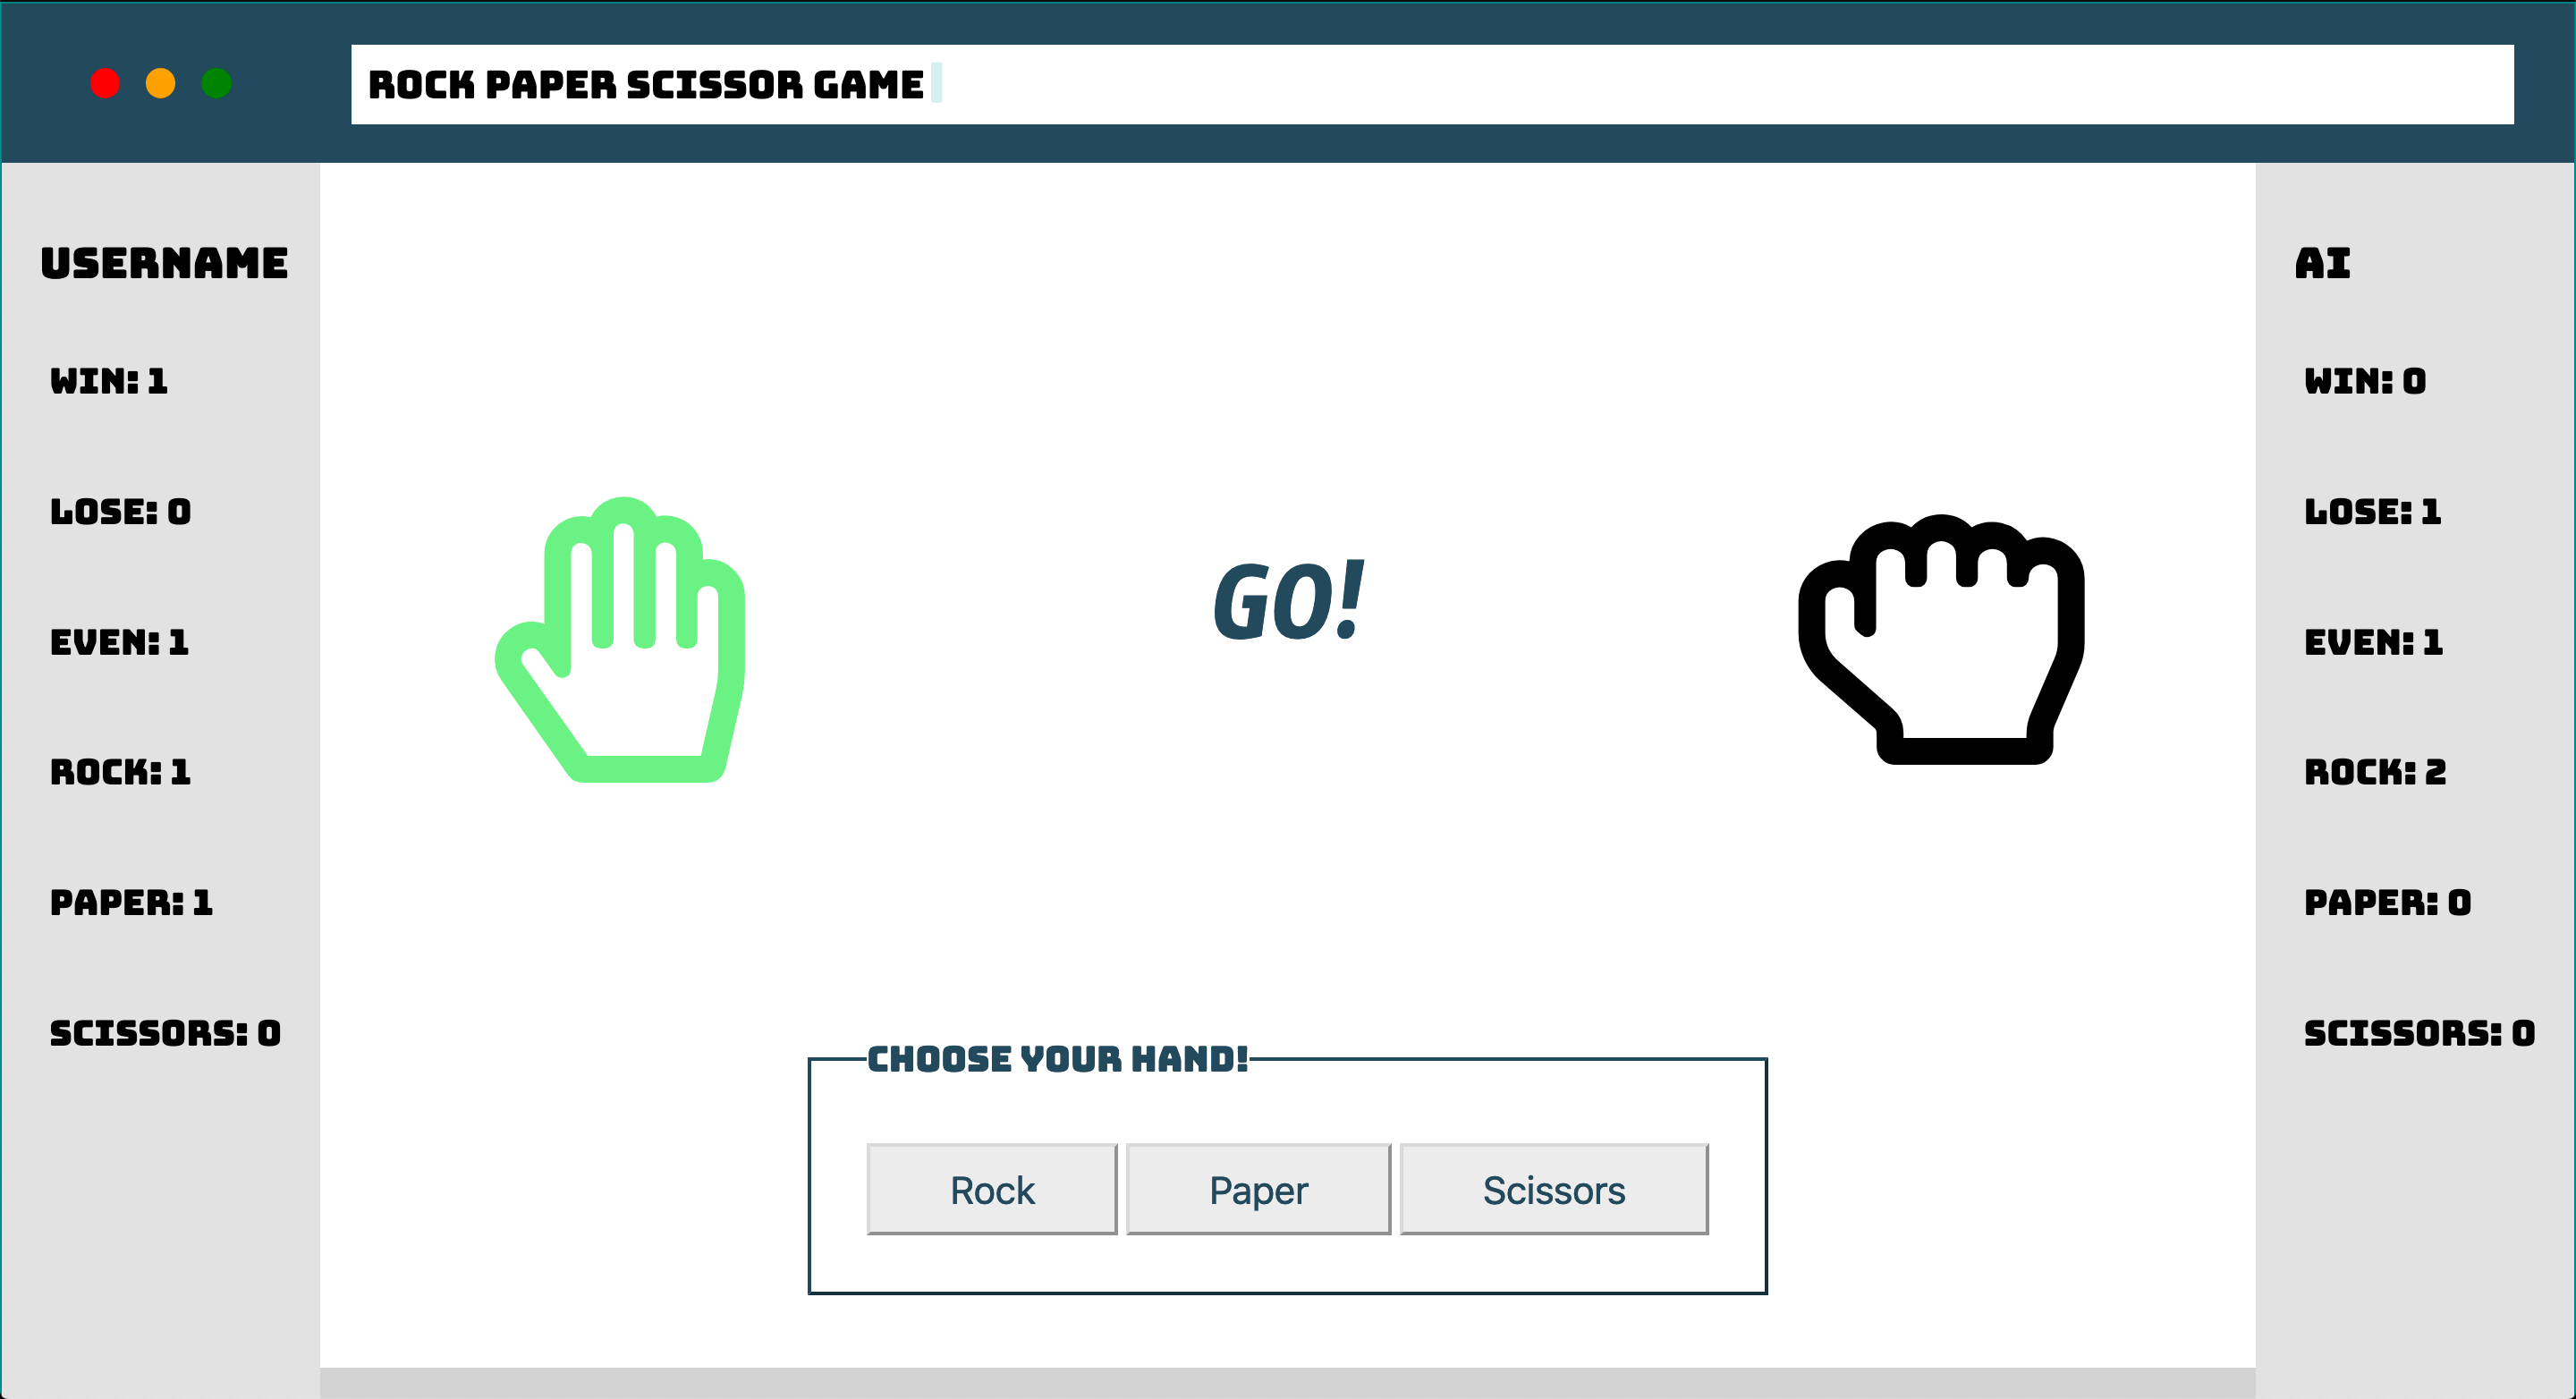 ROCK PAPER SCISSOR GAME
USERNAME
WIN: 1
LOSE: 0
EVEN: 1
ROCK: 1
PAPER: 1
SCISSORS: 0
GO!
CHOOSE YOUR HAND!
Rock
Paper
Scissors
AI
WIN: 0
LOSE: 1
EVEN: 1
ROCK: 2
PAPER: 0
SCISSORS: 0